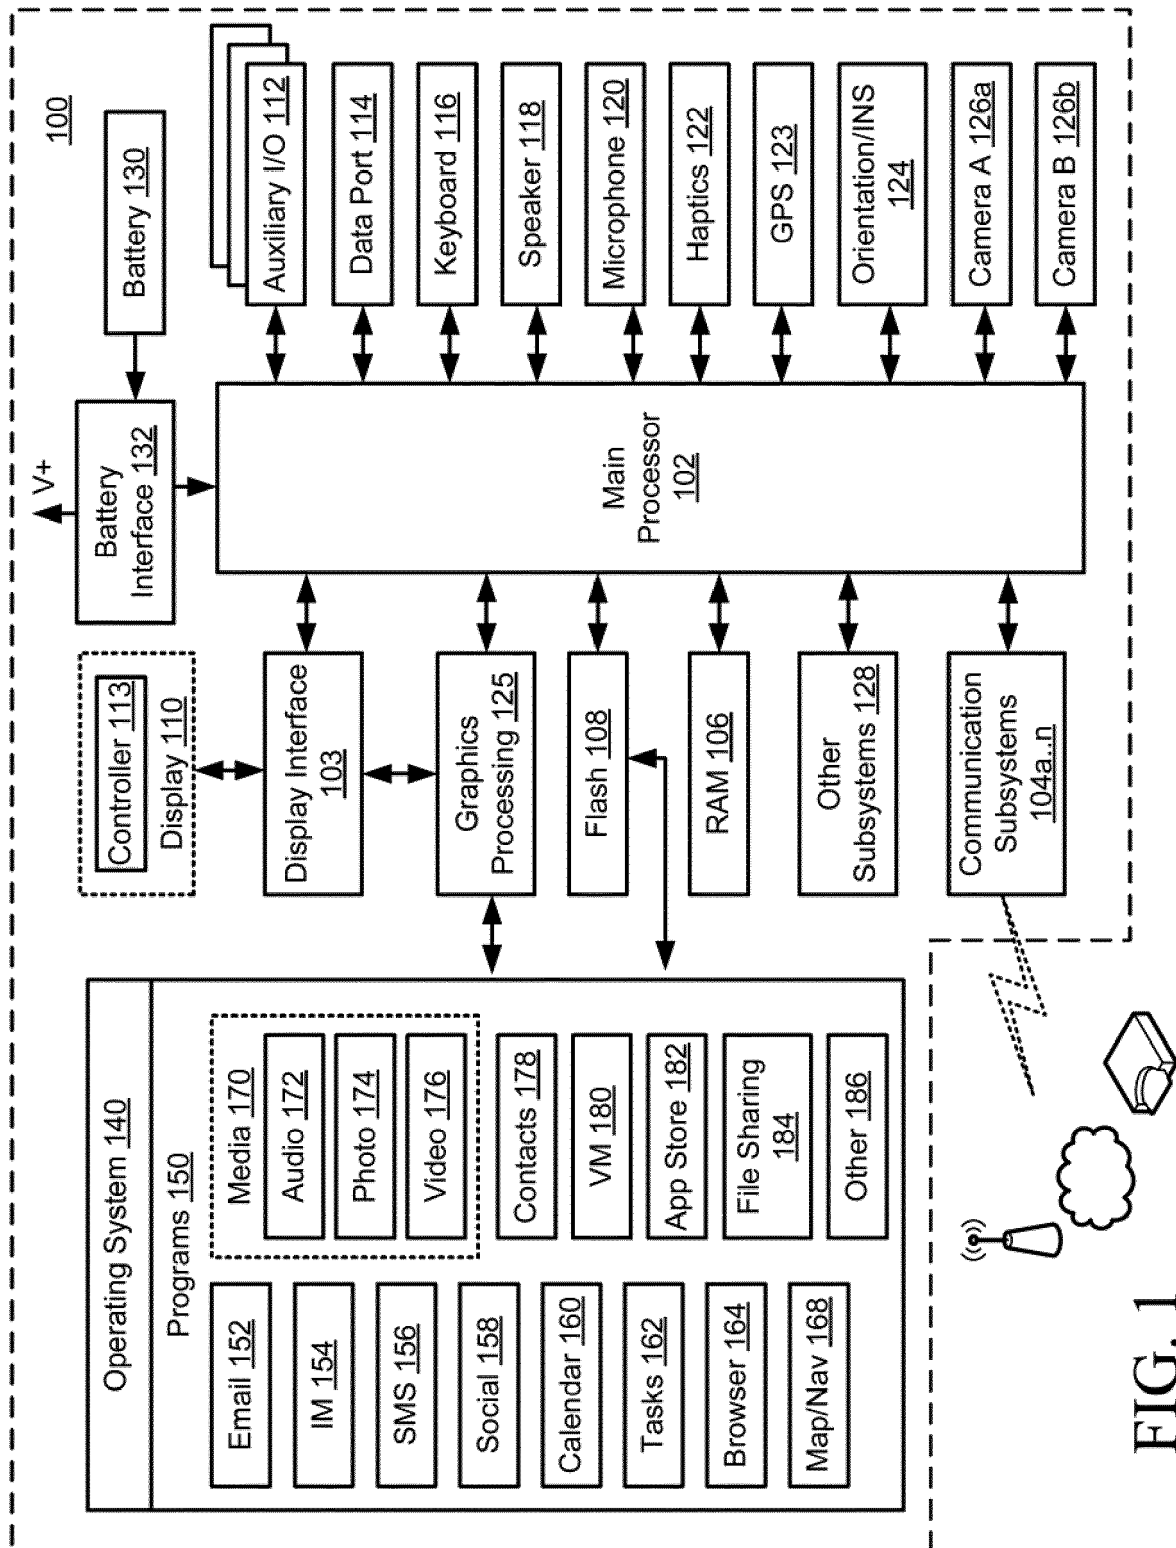 100
Operating System 140
Programs 150
Email 152
IM 154
SMS 156
Social 158
Calendar 160
Tasks 162
Browser 164
Map/Nav 168
Media 170
Audio 172
Photo 174
Video 176
Contacts 178
VM 180
App Store 182
File Sharing
184
Other 186
Controller 113
Display 110
Display Interface
103
Graphics
Processing 125
Flash 108
RAM 106
Other
Subsystems 128
Communication
Subsystems
104a..n
V+
Battery
Interface 132
Battery 130
Main
Processor
102
Auxiliary I/O 112
Data Port 114
Keyboard 116
Speaker 118
Microphone 120
Haptics 122
GPS 123
Orientation/INS
124
Camera A 126a
Camera B 126b
FIG. 1